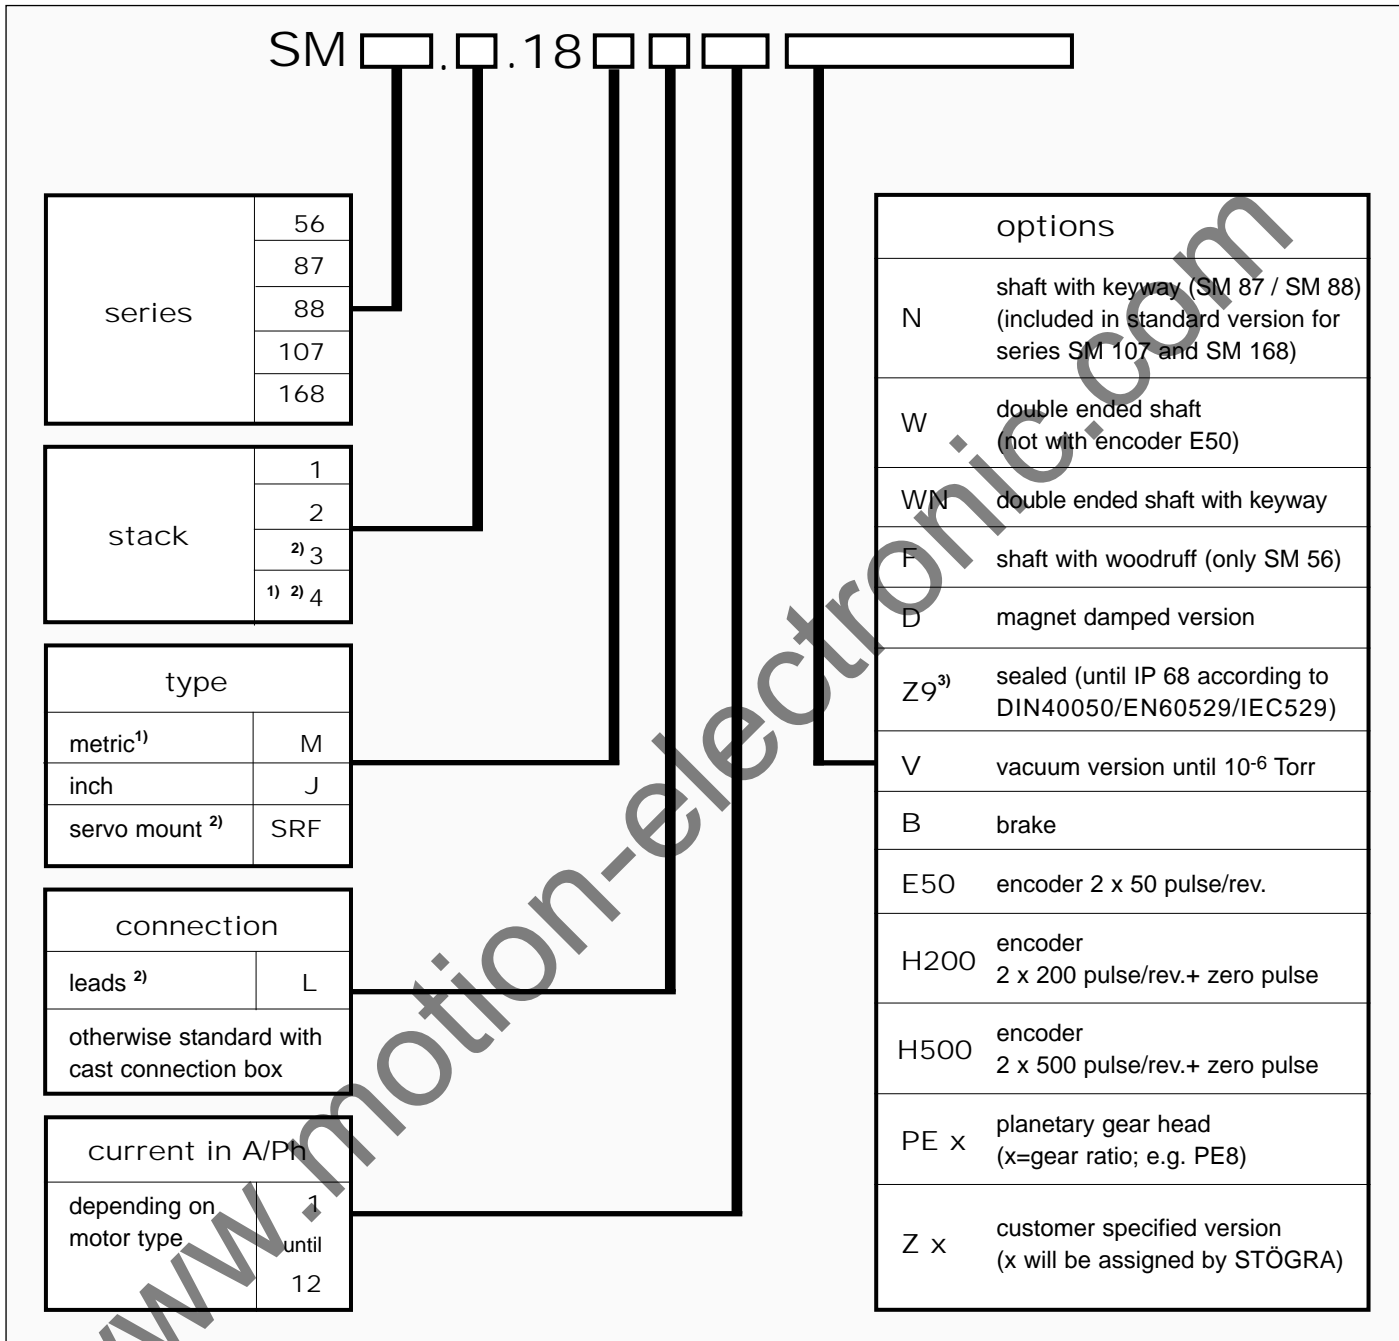 SM . .18
series
56
87
88
107
168
stack
1
2
2) 3
1) 2) 4
type
metric1) M
inch J
servo mount 2) SRF
connection
leads 2) L
otherwise standard with
cast connection box
current in A/Ph
depending on
motor type
1
until
12
options
N
shaft with keyway (SM 87 / SM 88)
(included in standard version for
series SM 107 and SM 168)
W
double ended shaft
(not with encoder E50)
WN double ended shaft with keyway
F shaft with woodruff (only SM 56)
D magnet damped version
Z93)
sealed (until IP 68 according to
DIN40050/EN60529/IEC529)
V vacuum version until 10-6 Torr
B brake
E50 encoder 2 x 50 pulse/rev.
H200
encoder
2 x 200 pulse/rev.+ zero pulse
H500
encoder
2 x 500 pulse/rev.+ zero pulse
PE x
planetary gear head
(x=gear ratio; e.g. PE8)
Z x
customer specified version
(x will be assigned by STÖGRA)
www.motion-electronic.com